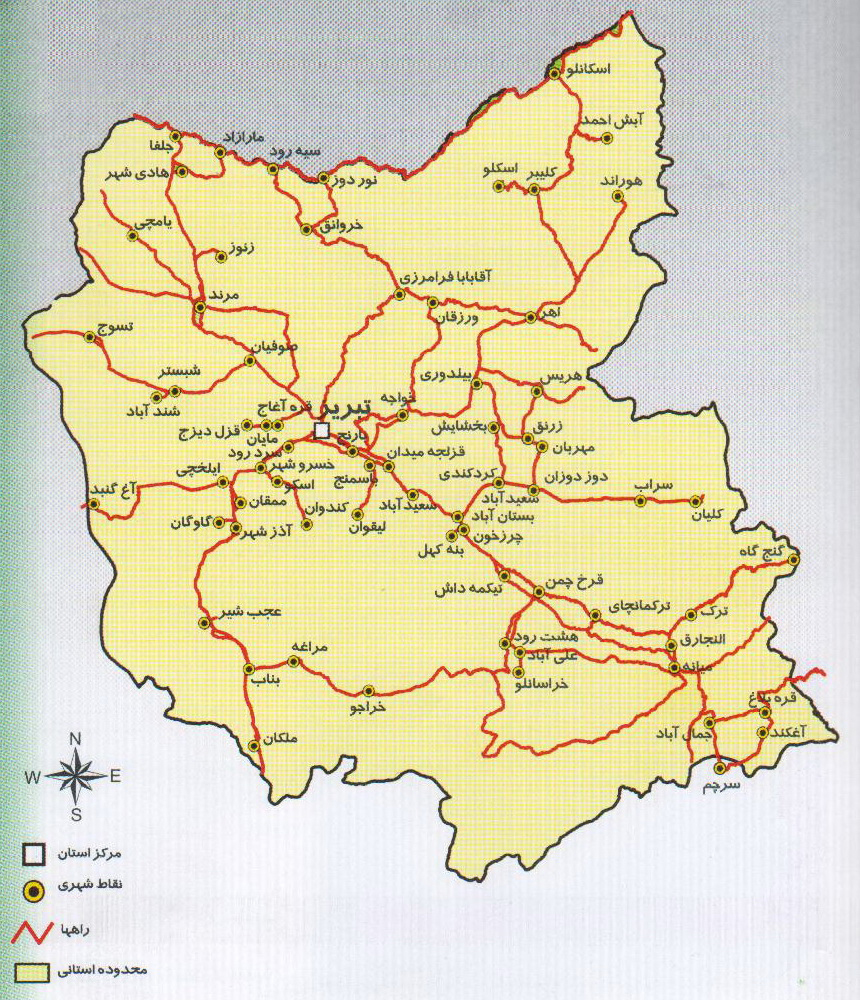 اسکانلو
آبش احمد
جلفا
مارازاد
سیه رود
هادی شهر
نور دوز
اسکلو
کلیبر
هوراند
یامچی
خروانق
زنوز
آقابابا فرامرزی
مرند
ورزقان
اهر
تسوج
صوفیان
شبستر
بیندوری
هریس
شند آباد
خواجه
تبریز
قره آغاج
قزل دیزج
مایان
بارنج
بخشایش
زرنق
سرد رود
قزلجه میدان
مهربان
ایلخچی
خسرو شهر
باسمنج
کردکندی
دوز دوزان
آغ گنبد
اسکو
سعید آباد
سعیدآباد
سراب
ممقان
کندوان
کلیان
گاوگان
آذر شهر
لیقوان
بستان آباد
چرزخون
بنه کهل
گنج گاه
تیکمه داش
قرخ چمن
ترکمانچای
ترک
عجب شیر
هشت رود
النجارق
علی آباد
مراغه
میانه
بناب
خراسانلو
خراجو
قره بلاغ
جمال آباد
آغکند
ملکان
سرچم
N
W E
S
مرکز استان
نقاط شهری
راهها
محدوده استانی